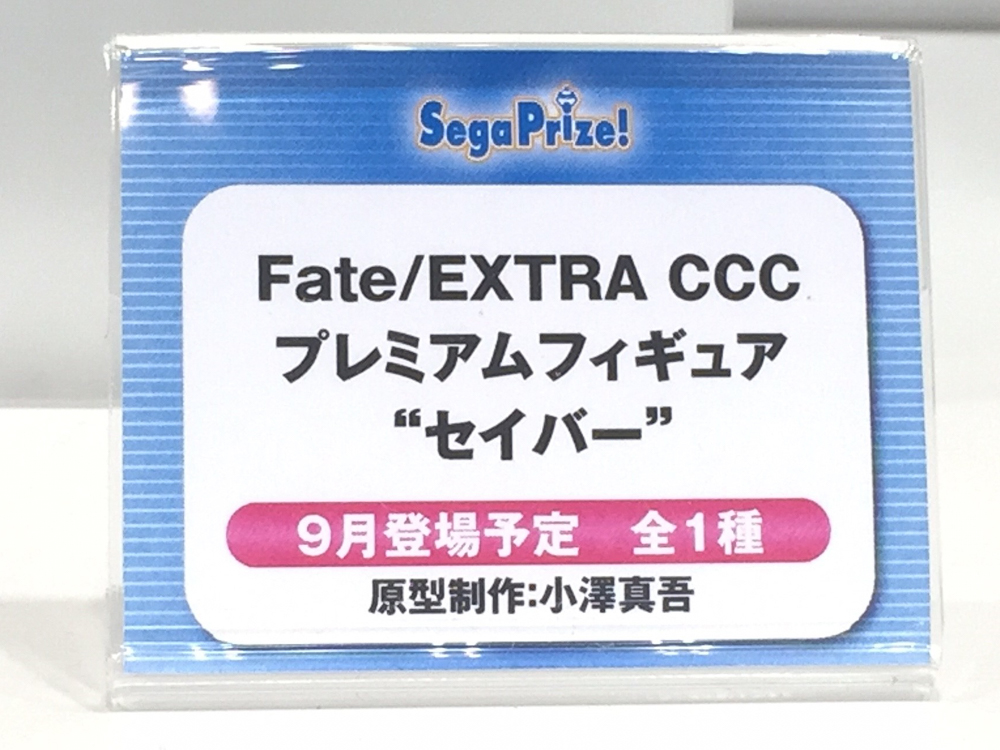 SegaPrize!
Fate/EXTRA CCC
プレミアムフィギュア
“セイバー”
9月登場予定　全1種
原型制作:小澤真吾